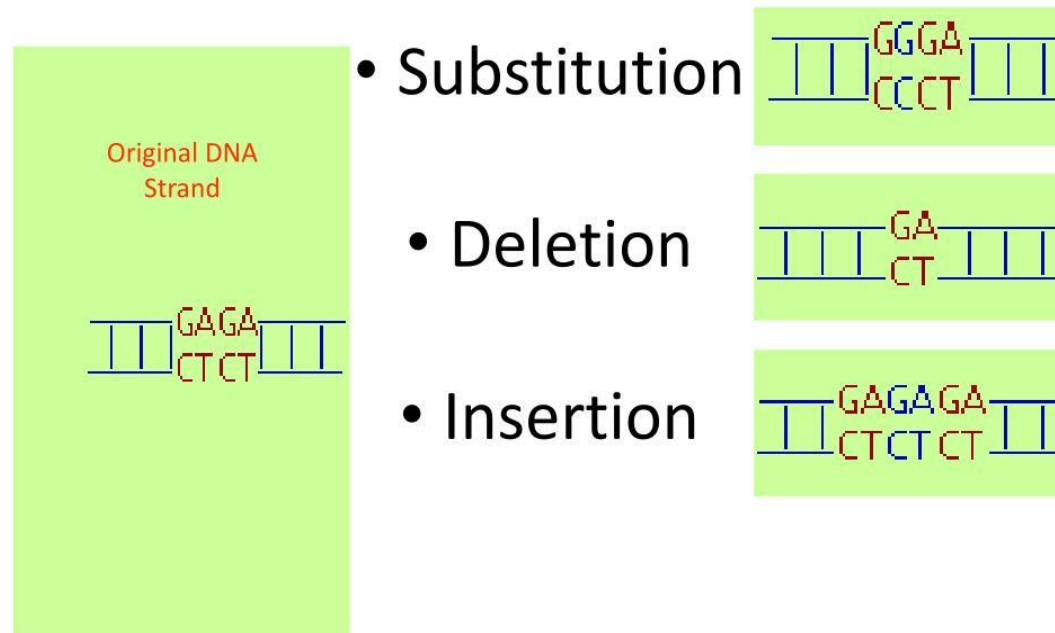 Original DNA
Strand
GAGA
CTCT
• Substitution
GGGA
CCCT
• Deletion
GA
CT
• Insertion
GAGAGA
CTCTCT